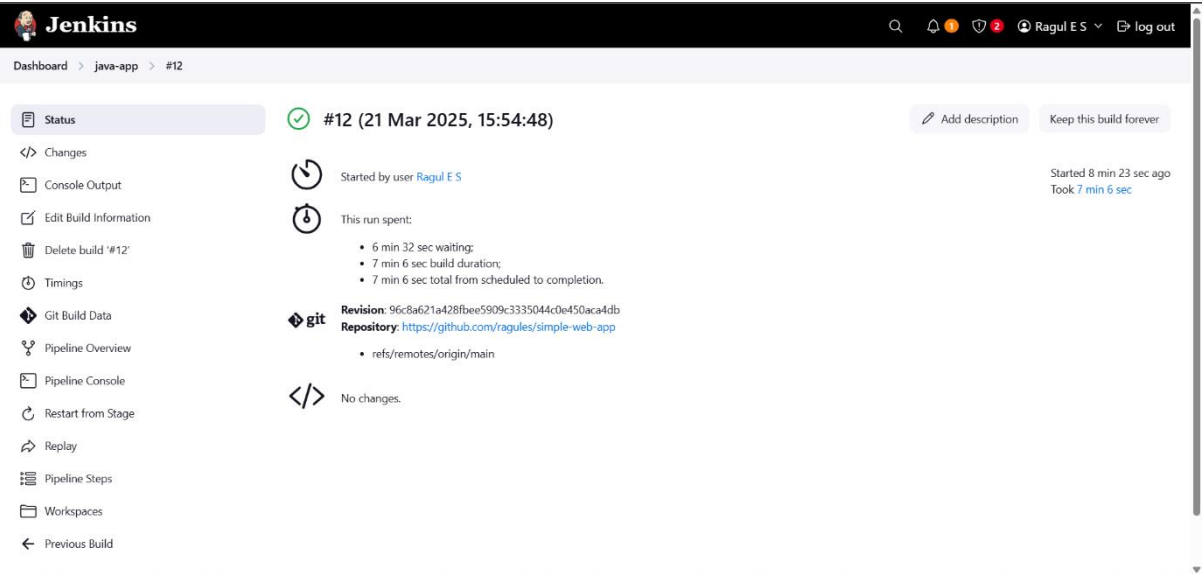 Jenkins
1
2
Ragul E S
log out
Dashboard > java-app > #12
Status
Changes
Console Output
Edit Build Information
Delete build '#12'
Timings
Git Build Data
Pipeline Overview
Pipeline Console
Restart from Stage
Replay
Pipeline Steps
Workspaces
Previous Build
#12 (21 Mar 2025, 15:54:48)
Add description
Keep this build forever
Started by user Ragul E S
Started 8 min 23 sec ago
Took 7 min 6 sec
This run spent:
• 6 min 32 sec waiting;
• 7 min 6 sec build duration;
• 7 min 6 sec total from scheduled to completion.
git
Revision: 96c8a621a428fbee5909c3335044c0e450aca4db
Repository: https://github.com/ragules/simple-web-app
• refs/remotes/origin/main
No changes.